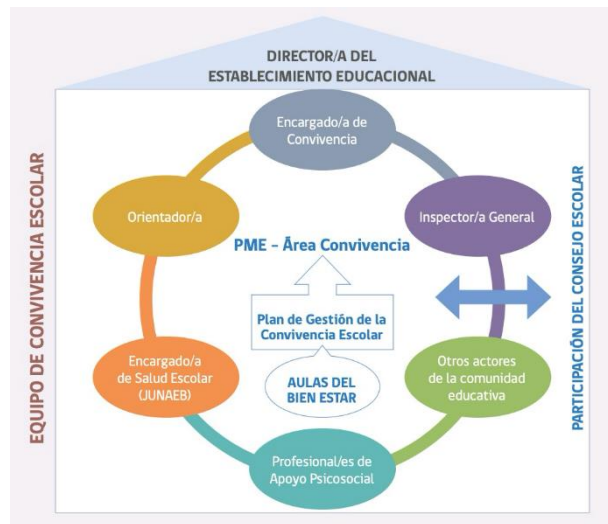 DIRECTOR/A DEL
ESTABLECIMIENTO EDUCACIONAL
EQUIPO DE CONVIVENCIA ESCOLAR
Encargado/a de
Convivencia
Orientador/a
Inspector/a General
PME – Área Convivencia
Plan de Gestión de la
Convivencia Escolar
AULAS DEL
BIEN ESTAR
Encargado/a
de Salud Escolar
(JUNAEB)
Otros actores
de la comunidad
educativa
Profesional/es de
Apoyo Psicosocial
PARTICIPACIÓN DEL CONSEJO ESCOLAR